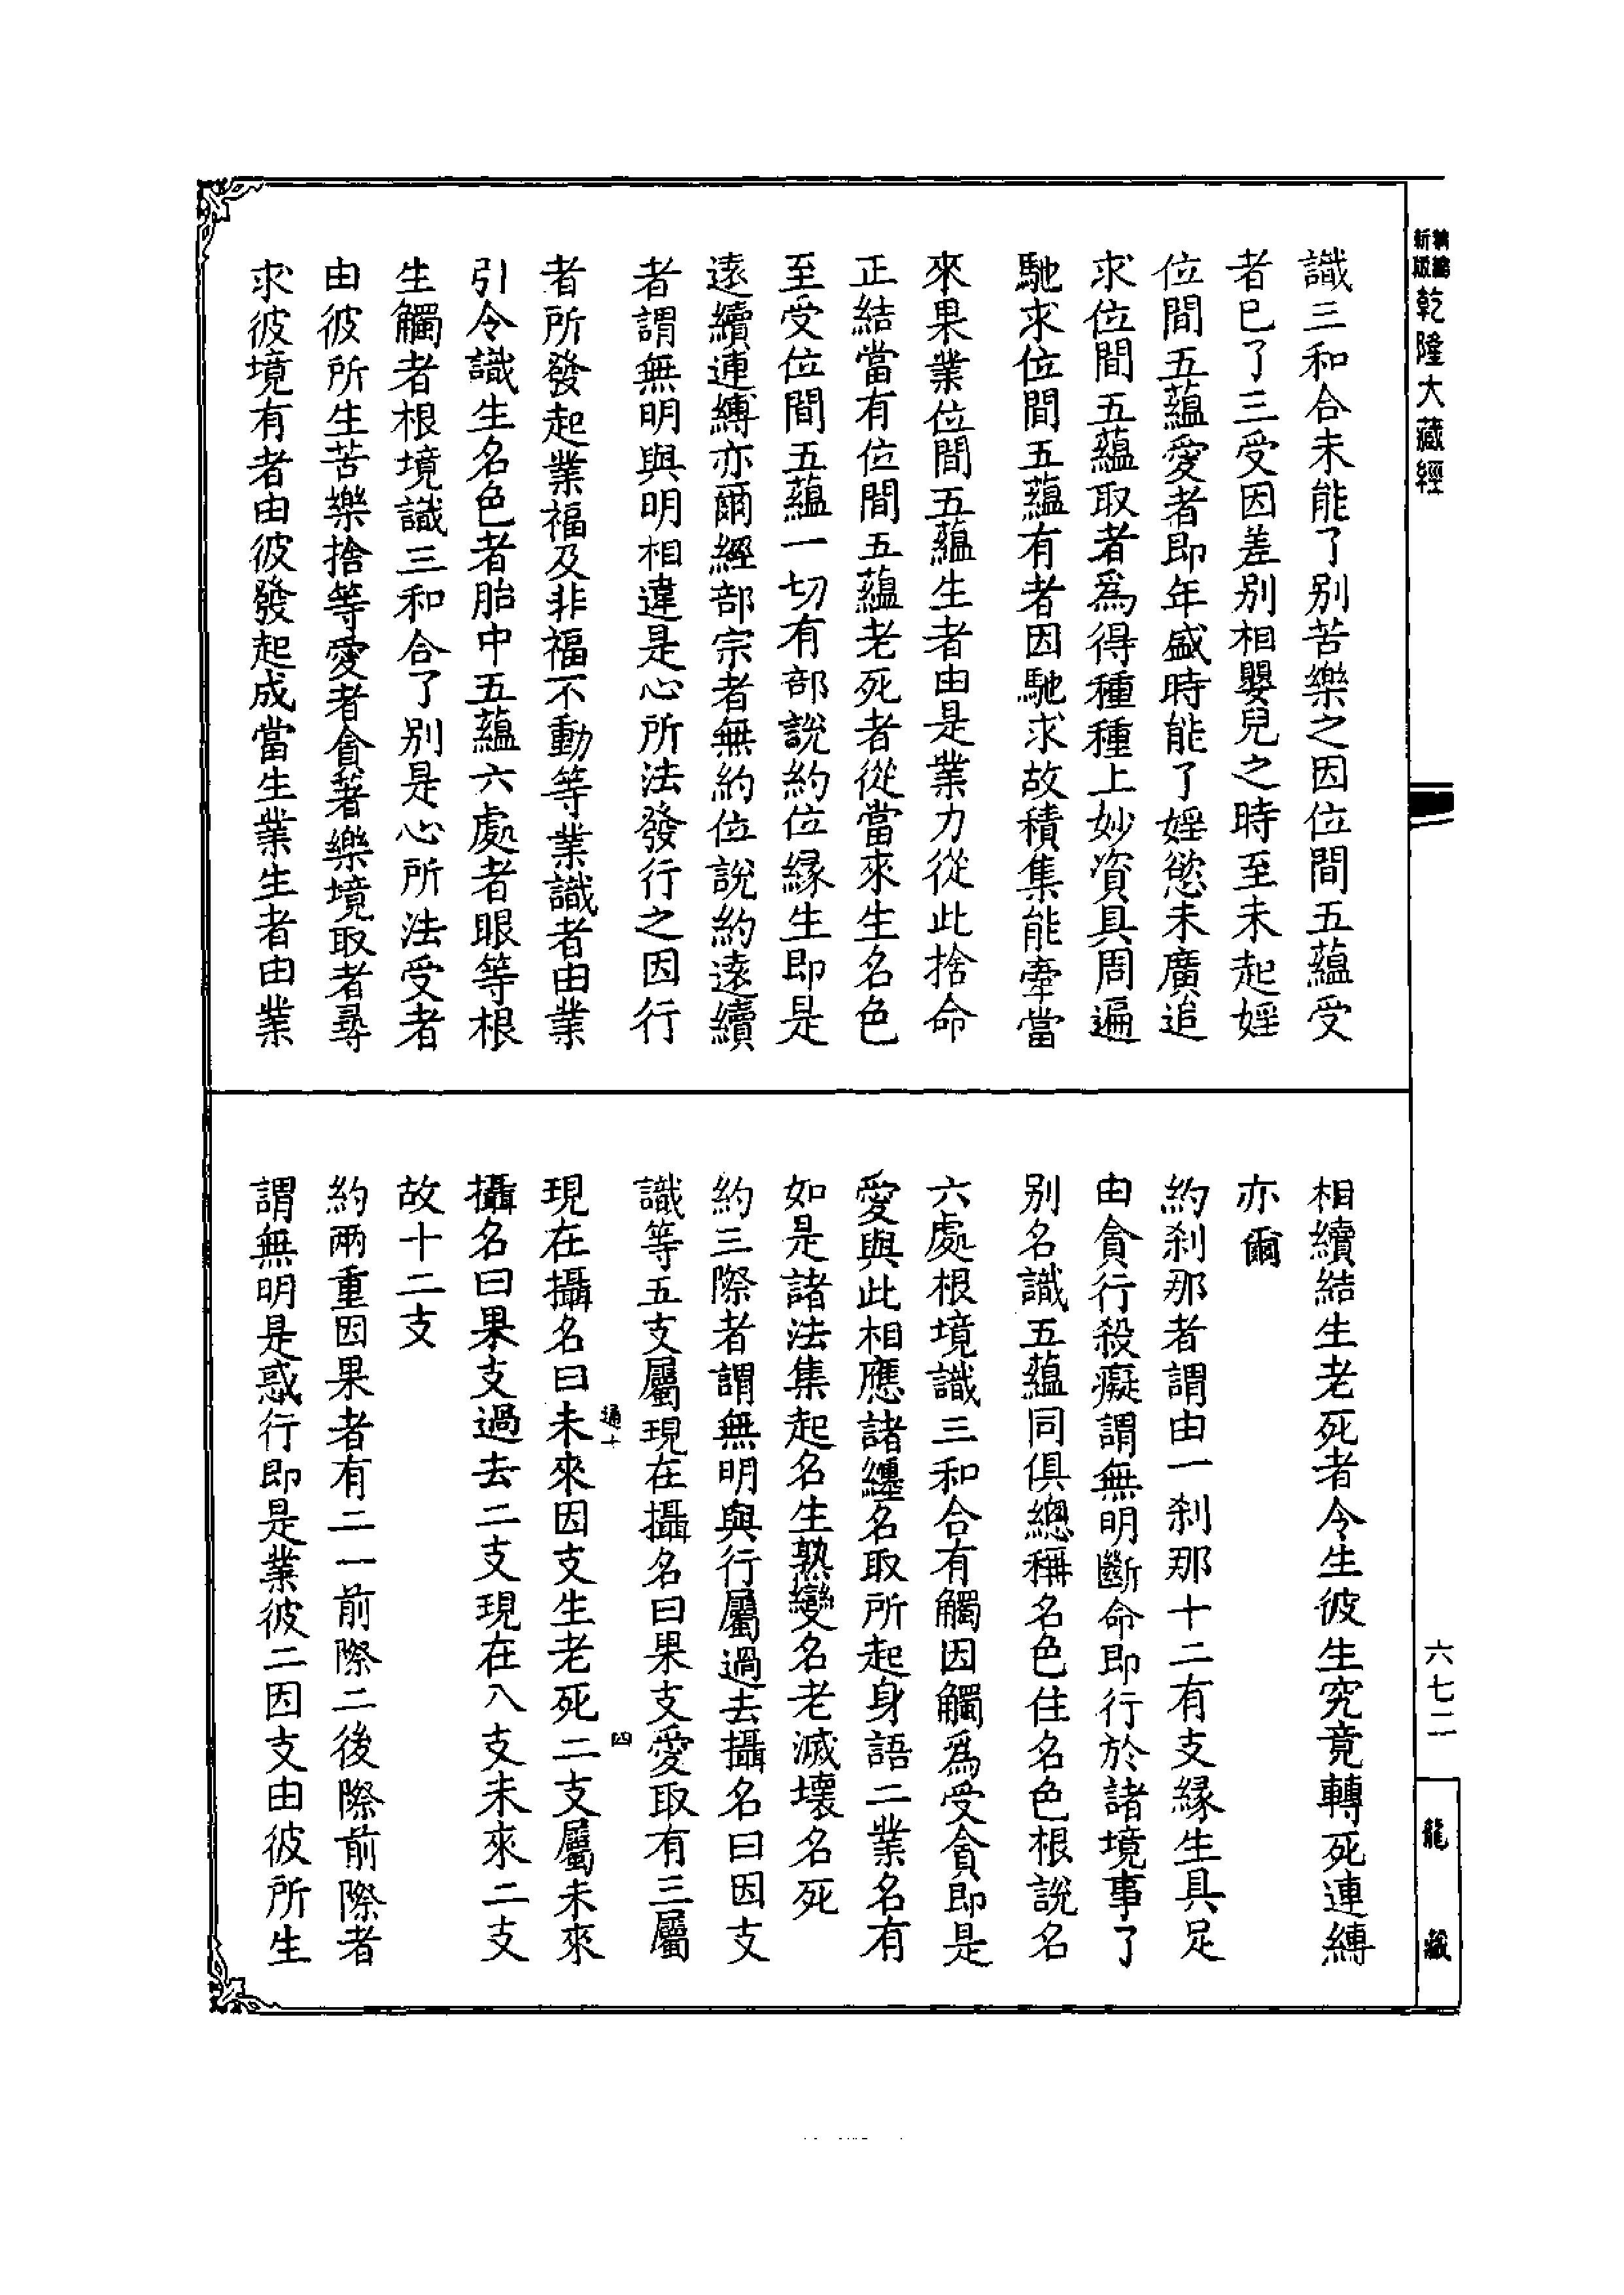 新編
新版
乾隆大藏經
識三和合未能了别苦樂之因位間五蘊受
者已了三受因差别相嬰兒之時至未起婬
位間五蘊愛者即年盛時能了婬慾未廣追
求位間五蘊取者為得種種上妙資具周遍
馳求位間五蘊有者因馳求故積集能牽當
來果業位間五蘊生者由是業力從此捨命
正結當有位間五蘊老死者從當來生名色
至受位間五蘊一切有部說約位緣生即是
遠續連縛亦爾經部宗者無約位說約遠續
者謂無明與明相違是心所法發行之因行
者所發起業福及非福不動等業識者由業
引令識生名色者胎中五蘊六處者眼等根
生觸者根境識三和合了别是心所法受者
由彼所生苦樂捨等愛者貪著樂境取者尋
求彼境有者由彼發起成當生業生者由業
相續結生老死者令生彼生究竟轉死連縛
亦爾
約刹那者謂由一刹那十二有支緣生具足
由貪行殺癡謂無明斷命即行於諸境事了
别名識五蘊同俱總稱名色住名色根說名
六處根境識三和合有觸因觸為受貪即是
愛與此相應諸纏名取所起身語二業名有
如是諸法集起名生熟變名老滅壞名死
約三際者謂無明與行屬過去攝名曰因支
識等五支屬現在攝名曰果支愛取有三屬
通十
四
現在攝名曰未來因支生老死二支屬未來
攝名曰果支過去二支現在八支未來二支
故十二支
約兩重因果者有二一前際二後際前際者
謂無明是惑行即是業彼二因支由彼所生
六七二
龍藏